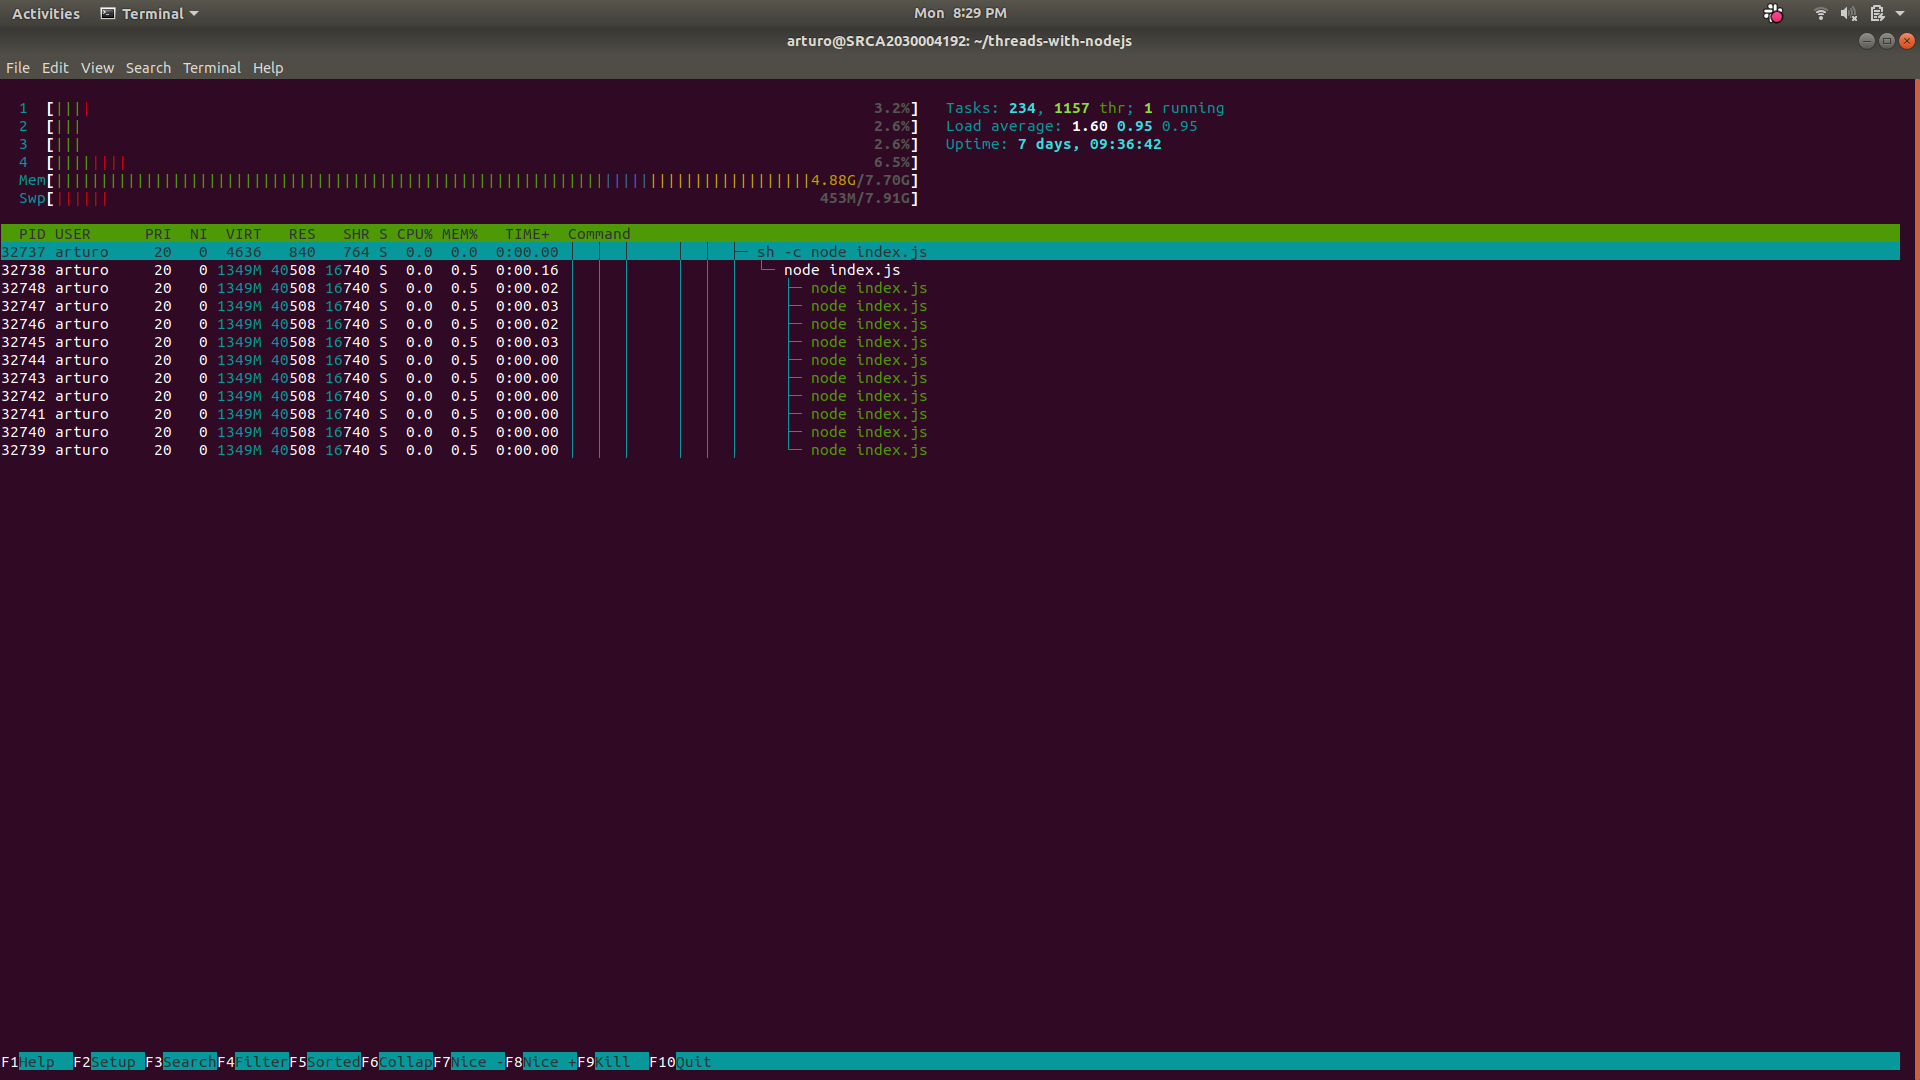 Activities Terminal Mon 8:29 PM
arturo@SRCA2030004192: ~/threads-with-nodejs
File Edit View Search Terminal Help
1 [|||| 3.2%] Tasks: 234, 1157 thr; 1 running
2 [||| 2.6%] Load average: 1.60 0.95 0.95
3 [||| 2.6%] Uptime: 7 days, 09:36:42
4 [|||||||| 6.5%]
Mem[||||||||||||||||||||||||||||||||||||||||||||||||||||||||||||||||||||||||||||||||||||4.88G/7.70G]
Swp[|||||| 453M/7.91G]
PID USER PRI NI VIRT RES SHR S CPU% MEM% TIME+ Command
32737 arturo 20 0 4636 840 764 S 0.0 0.0 0:00.00 │ │ │ │ │ ├─ sh -c node index.js
32738 arturo 20 0 1349M 40508 16740 S 0.0 0.5 0:00.16 │ │ │ │ │ │ └─ node index.js
32748 arturo 20 0 1349M 40508 16740 S 0.0 0.5 0:00.02 │ │ │ │ │ │ ├─ node index.js
32747 arturo 20 0 1349M 40508 16740 S 0.0 0.5 0:00.03 │ │ │ │ │ │ ├─ node index.js
32746 arturo 20 0 1349M 40508 16740 S 0.0 0.5 0:00.02 │ │ │ │ │ │ ├─ node index.js
32745 arturo 20 0 1349M 40508 16740 S 0.0 0.5 0:00.03 │ │ │ │ │ │ ├─ node index.js
32744 arturo 20 0 1349M 40508 16740 S 0.0 0.5 0:00.00 │ │ │ │ │ │ ├─ node index.js
32743 arturo 20 0 1349M 40508 16740 S 0.0 0.5 0:00.00 │ │ │ │ │ │ ├─ node index.js
32742 arturo 20 0 1349M 40508 16740 S 0.0 0.5 0:00.00 │ │ │ │ │ │ ├─ node index.js
32741 arturo 20 0 1349M 40508 16740 S 0.0 0.5 0:00.00 │ │ │ │ │ │ ├─ node index.js
32740 arturo 20 0 1349M 40508 16740 S 0.0 0.5 0:00.00 │ │ │ │ │ │ ├─ node index.js
32739 arturo 20 0 1349M 40508 16740 S 0.0 0.5 0:00.00 │ │ │ │ │ │ └─ node index.js
F1Help F2Setup F3SearchF4FilterF5SortedF6CollapF7Nice -F8Nice +F9Kill F10Quit